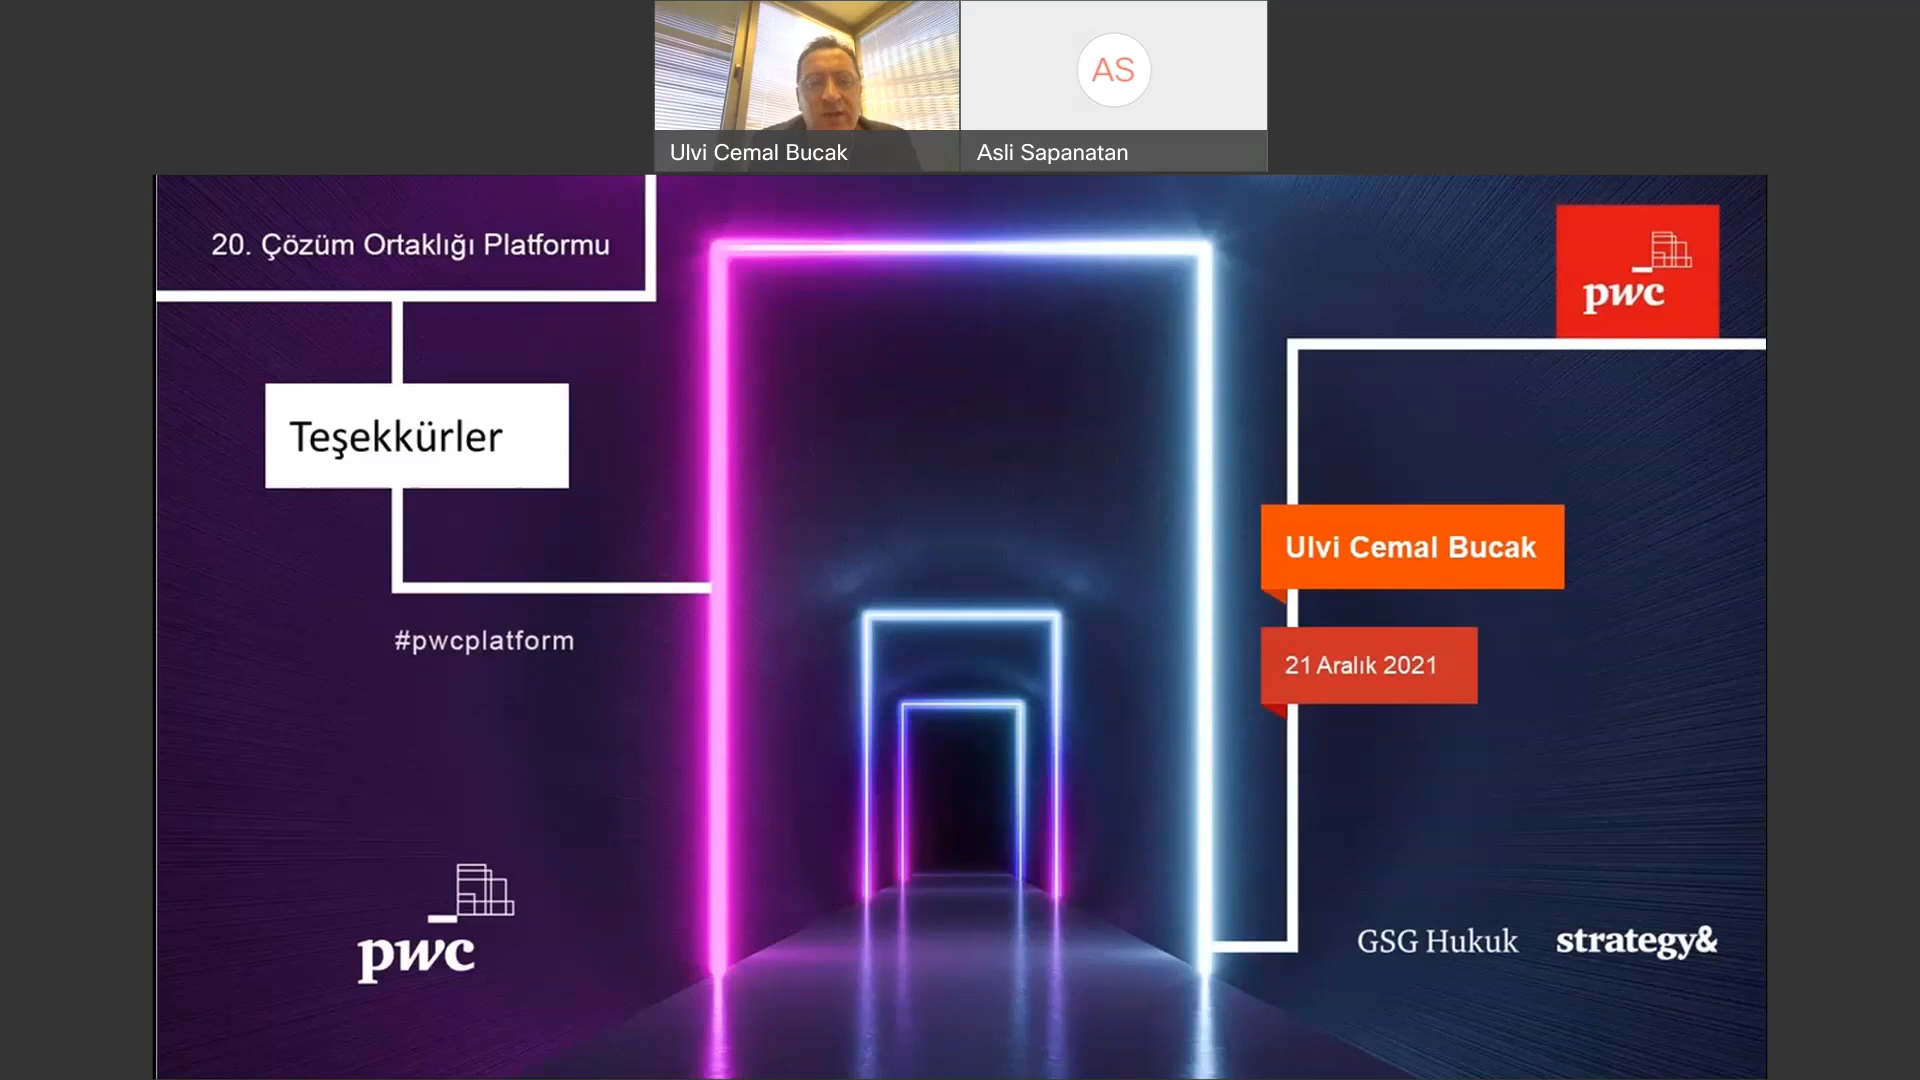 AS
Ulvi Cemal Bucak
Asli Sapanatan
20. Çözüm Ortaklığı Platformu
pwc
Teşekkürler
Ulvi Cemal Bucak
#pwcplatform
21 Aralık 2021
pwc
GSG Hukuk
strategy&